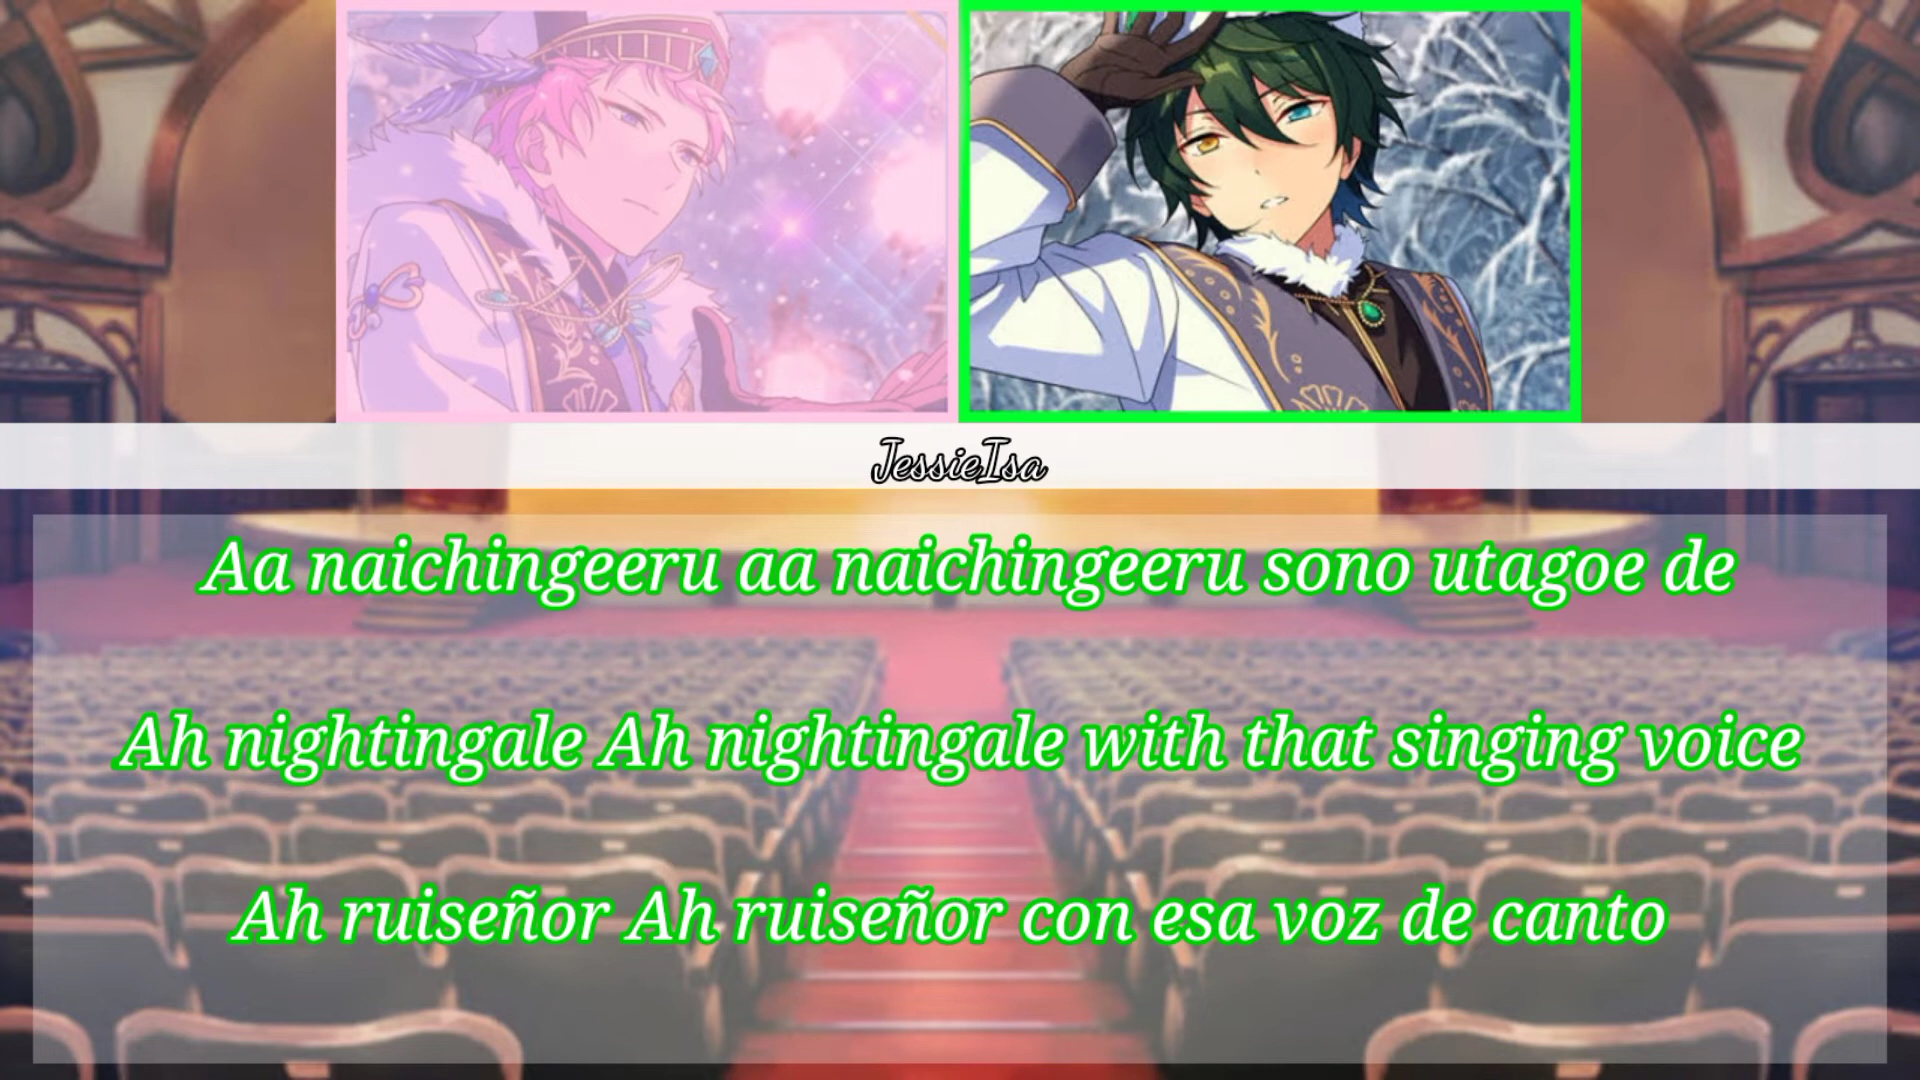 JessieIsa
Aa naichingeeru aa naichingeeru sono utagoe de
Ah nightingale Ah nightingale with that singing voice
Ah ruiseñor Ah ruiseñor con esa voz de canto